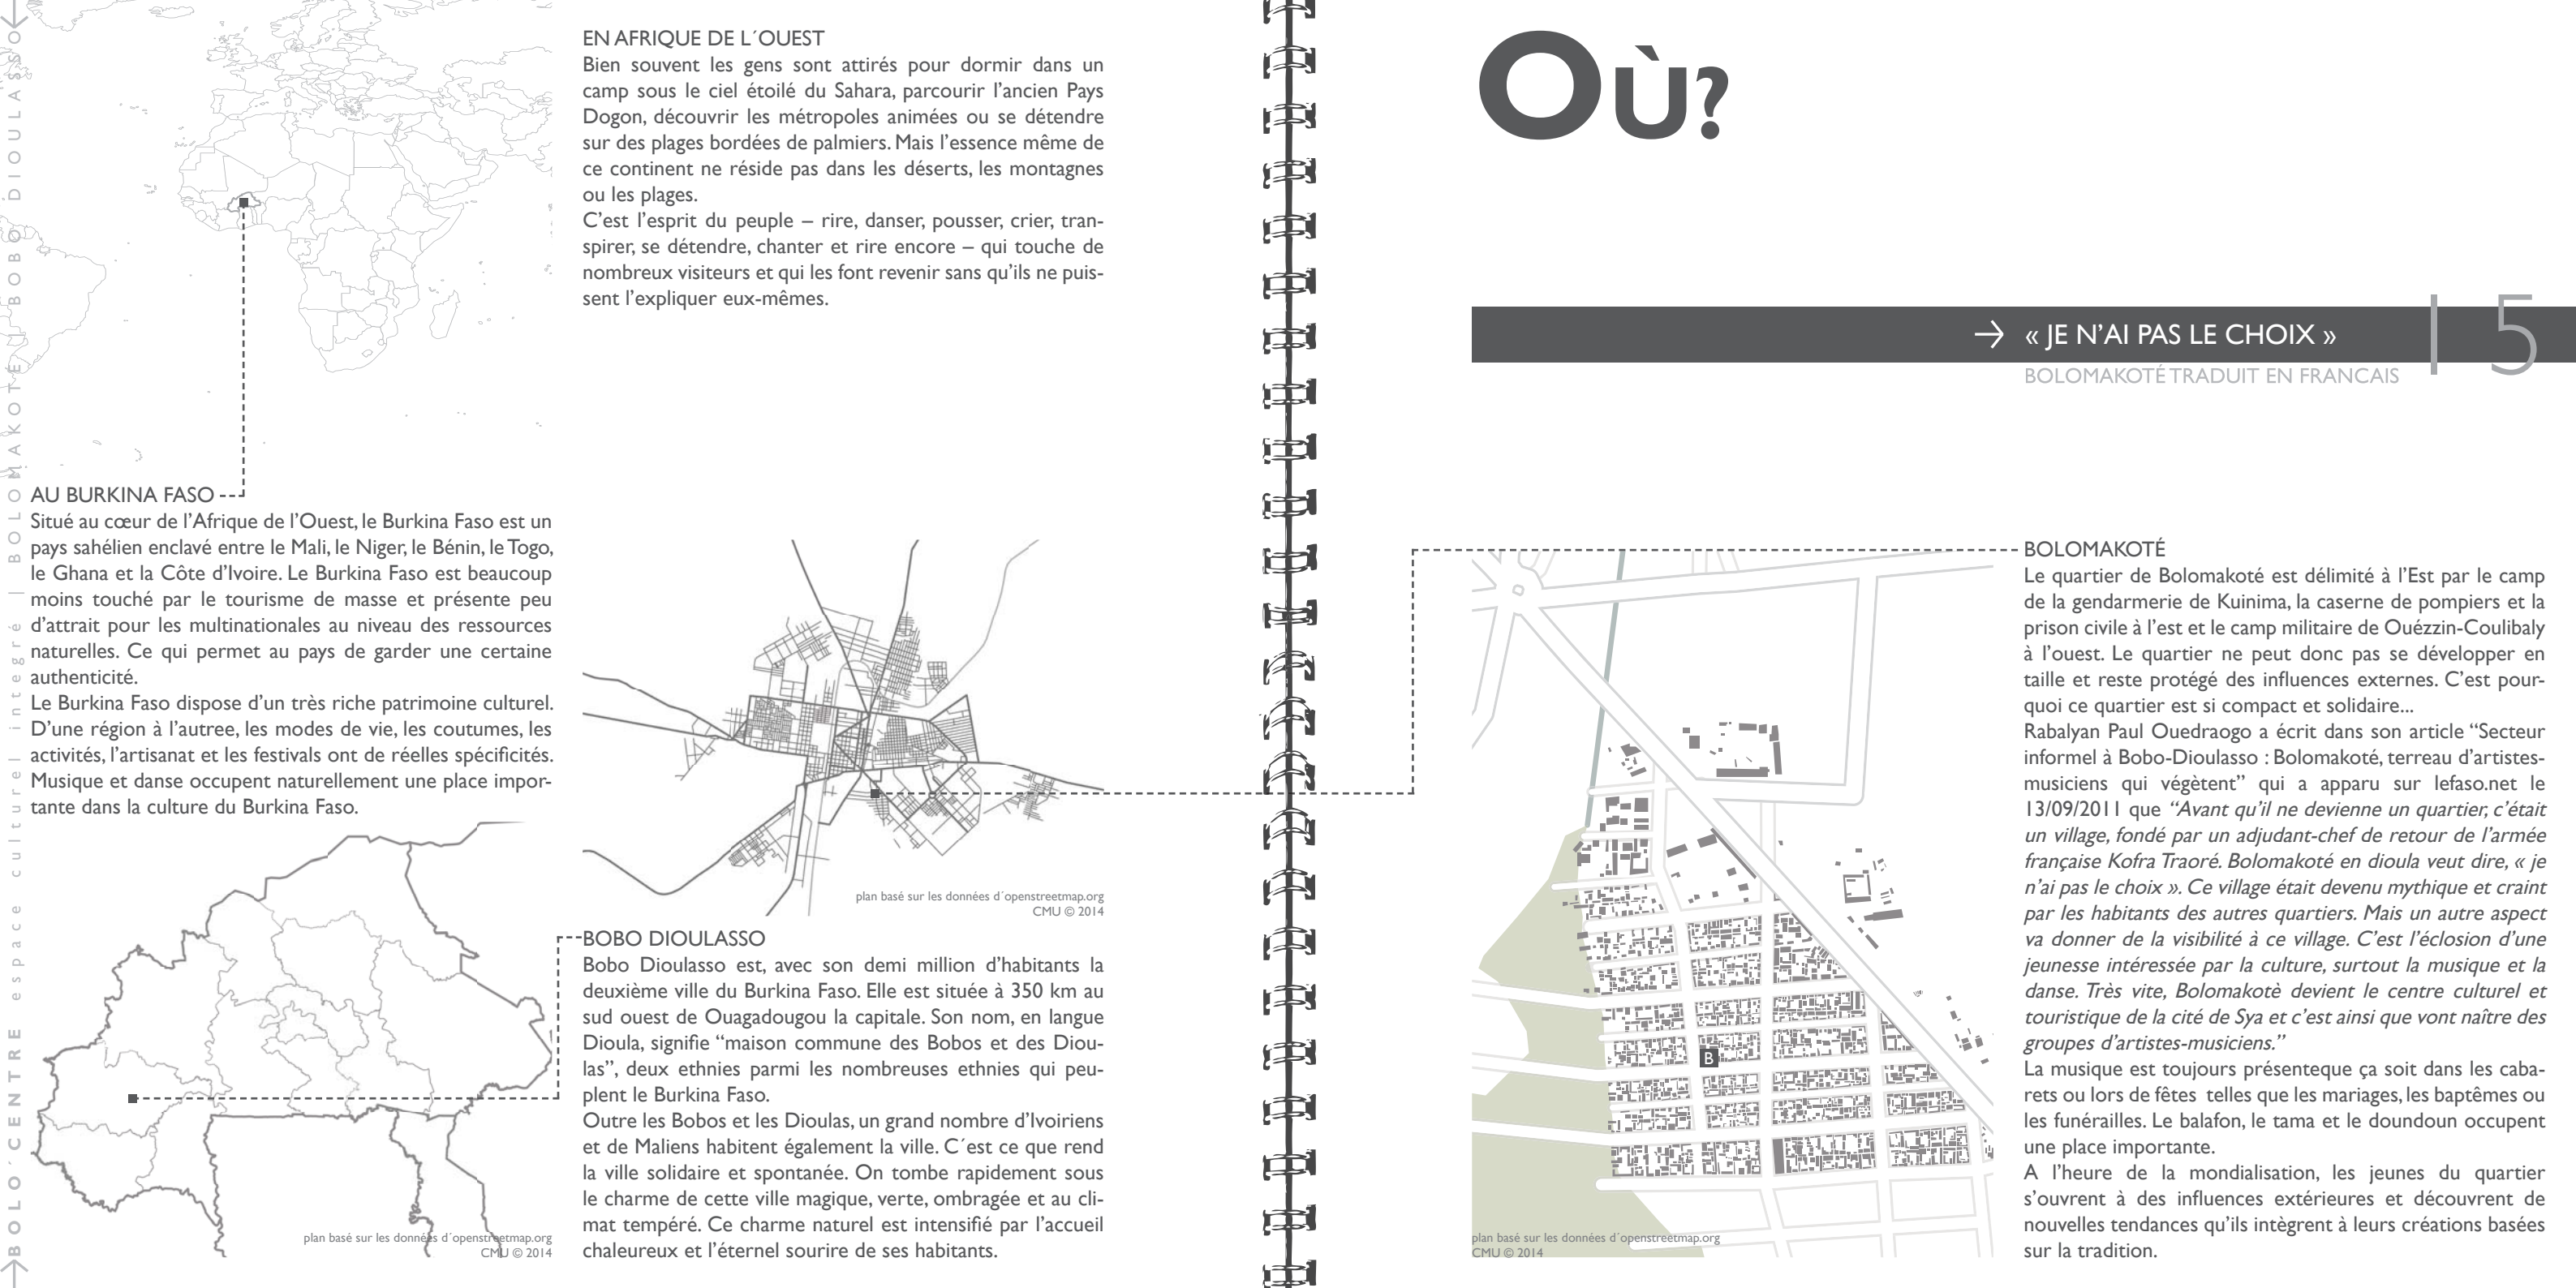 BOLO´CENTRE espace culturel integré | BOLOMAKOTÉ | BOBO DIOULASSO
EN AFRIQUE DE L´OUEST
Bien souvent les gens sont attirés pour dormir dans un
camp sous le ciel étoilé du Sahara, parcourir l’ancien Pays
Dogon, découvrir les métropoles animées ou se détendre
sur des plages bordées de palmiers. Mais l’essence même de
ce continent ne réside pas dans les déserts, les montagnes
ou les plages.
C’est l’esprit du peuple – rire, danser, pousser, crier, tran-
spirer, se détendre, chanter et rire encore – qui touche de
nombreux visiteurs et qui les font revenir sans qu’ils ne puis-
sent l’expliquer eux-mêmes.
AU BURKINA FASO
Situé au cœur de l’Afrique de l’Ouest, le Burkina Faso est un
pays sahélien enclavé entre le Mali, le Niger, le Bénin, le Togo,
le Ghana et la Côte d’Ivoire. Le Burkina Faso est beaucoup
moins touché par le tourisme de masse et présente peu
d’attrait pour les multinationales au niveau des ressources
naturelles. Ce qui permet au pays de garder une certaine
authenticité.
Le Burkina Faso dispose d’un très riche patrimoine culturel.
D’une région à l’autree, les modes de vie, les coutumes, les
activités, l’artisanat et les festivals ont de réelles spécificités.
Musique et danse occupent naturellement une place impor-
tante dans la culture du Burkina Faso.
plan basé sur les données d´openstreetmap.org
CMU © 2014
plan basé sur les données d´openstreetmap.org
CMU © 2014
BOBO DIOULASSO
Bobo Dioulasso est, avec son demi million d’habitants la
deuxième ville du Burkina Faso. Elle est située à 350 km au
sud ouest de Ouagadougou la capitale. Son nom, en langue
Dioula, signifie “maison commune des Bobos et des Diou-
las”, deux ethnies parmi les nombreuses ethnies qui peu-
plent le Burkina Faso.
Outre les Bobos et les Dioulas, un grand nombre d’Ivoiriens
et de Maliens habitent également la ville. C´est ce que rend
la ville solidaire et spontanée. On tombe rapidement sous
le charme de cette ville magique, verte, ombragée et au cli-
mat tempéré. Ce charme naturel est intensifié par l’accueil
chaleureux et l’éternel sourire de ses habitants.
Où?
→ « JE N’AI PAS LE CHOIX » | 5
BOLOMAKOTÉ TRADUIT EN FRANCAIS
B
plan basé sur les données d´openstreetmap.org
CMU © 2014
BOLOMAKOTÉ
Le quartier de Bolomakoté est délimité à l’Est par le camp
de la gendarmerie de Kuinima, la caserne de pompiers et la
prison civile à l’est et le camp militaire de Ouézzin-Coulibaly
à l’ouest. Le quartier ne peut donc pas se développer en
taille et reste protégé des influences externes. C’est pour-
quoi ce quartier est si compact et solidaire...
Rabalyan Paul Ouedraogo a écrit dans son article “Secteur
informel à Bobo-Dioulasso : Bolomakoté, terreau d’artistes-
musiciens qui végètent” qui a apparu sur lefaso.net le
13/09/2011 que “Avant qu’il ne devienne un quartier, c’était
un village, fondé par un adjudant-chef de retour de l’armée
française Kofra Traoré. Bolomakoté en dioula veut dire, « je
n’ai pas le choix ». Ce village était devenu mythique et craint
par les habitants des autres quartiers. Mais un autre aspect
va donner de la visibilité à ce village. C’est l’éclosion d’une
jeunesse intéressée par la culture, surtout la musique et la
danse. Très vite, Bolomakotè devient le centre culturel et
touristique de la cité de Sya et c’est ainsi que vont naître des
groupes d’artistes-musiciens.”
La musique est toujours présenteque ça soit dans les caba-
rets ou lors de fêtes telles que les mariages, les baptêmes ou
les funérailles. Le balafon, le tama et le doundoun occupent
une place importante.
A l’heure de la mondialisation, les jeunes du quartier
s’ouvrent à des influences extérieures et découvrent de
nouvelles tendances qu’ils intègrent à leurs créations basées
sur la tradition.